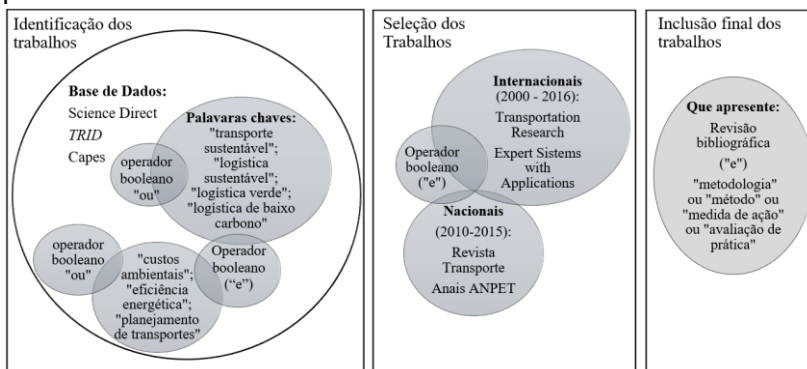 Identificação dos
trabalhos
Base de Dados:
Science Direct
TRID
Capes
Palavaras chaves:
"transporte
sustentável";
"logística
sustentável";
"logística verde";
"logística de baixo
carbono"
operador
booleano
"ou"
operador
booleano
"ou"
"custos
ambientais";
"eficiência
energética";
"planejamento
de transportes"
Operador
booleano
(“e”)
Seleção dos
Trabalhos
Internacionais
(2000 - 2016):
Transportation
Research
Expert Sistems
with
Applications
Operador
booleano
("e")
Nacionais
(2010-2015):
Revista
Transporte
Anais ANPET
Inclusão final dos
trabalhos
Que apresente:
Revisão
bibliográfica
("e")
"metodologia"
ou "método" ou
"medida de ação"
ou "avaliação de
prática"